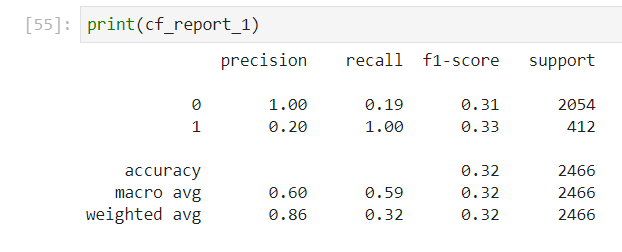 [55]: print(cf_report_1)
precision recall f1-score support
0 1.00 0.19 0.31 2054
1 0.20 1.00 0.33 412
accuracy 0.32 2466
macro avg 0.60 0.59 0.32 2466
weighted avg 0.86 0.32 0.32 2466